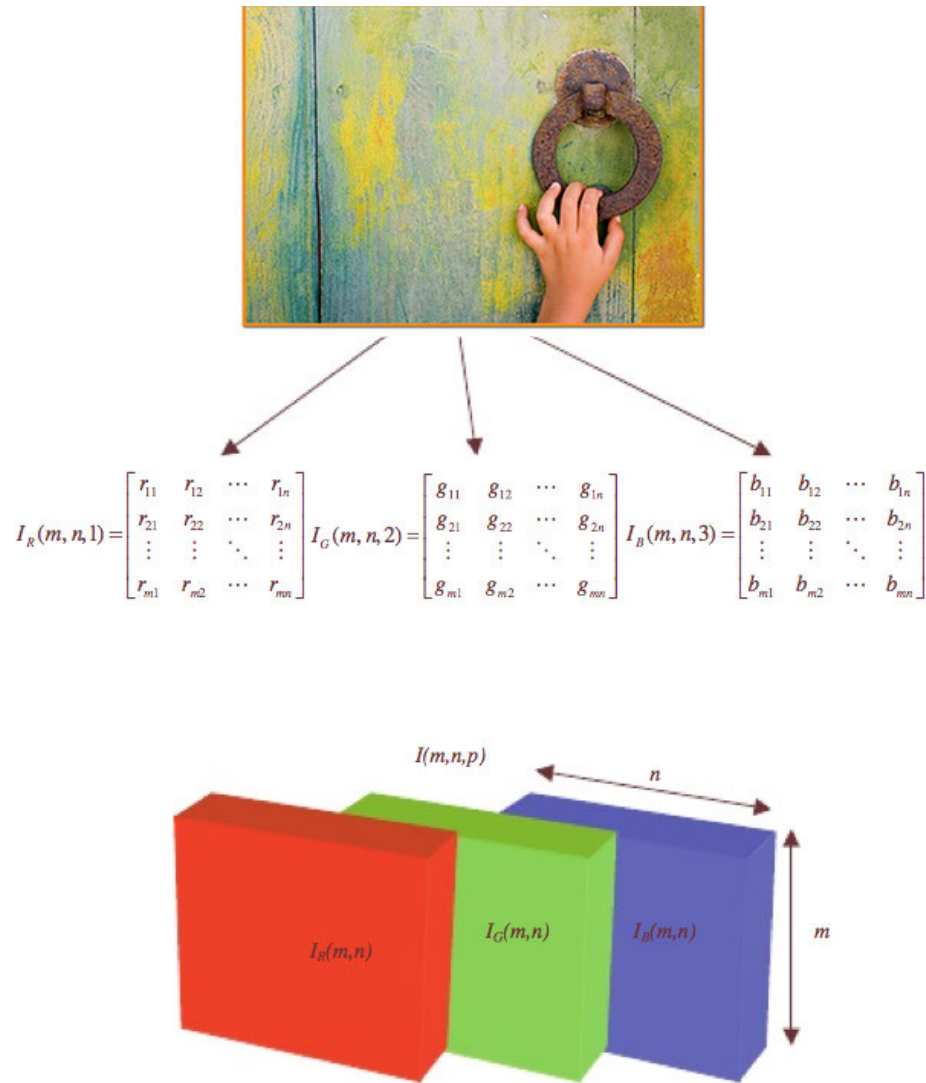 I_R(m, n,1) = [r_11 r_12 ⋯ r_1n
r_21 r_22 ⋯ r_2n
⋮ ⋮ ⋱ ⋮
r_m1 r_m2 ⋯ r_mn]
I_G(m, n,2) = [g_11 g_12 ⋯ g_1n
g_21 g_22 ⋯ g_2n
⋮ ⋮ ⋱ ⋮
g_m1 g_m2 ⋯ g_mn]
I_B(m, n,3) = [b_11 b_12 ⋯ b_1n
b_21 b_22 ⋯ b_2n
⋮ ⋮ ⋱ ⋮
b_m1 b_m2 ⋯ b_mn]
I(m,n,p)
n
I_R(m,n)
I_G(m,n)
I_B(m,n)
m